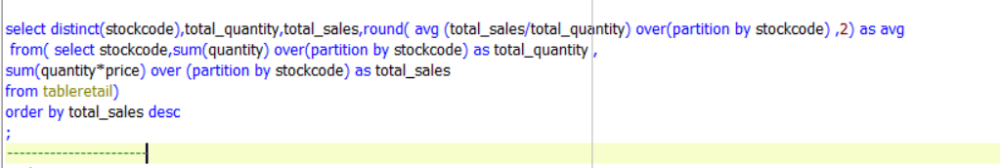 select distinct(stockcode),total_quantity,total_sales,round( avg (total_sales/total_quantity) over(partition by stockcode) ,2) as avg
from( select stockcode,sum(quantity) over(partition by stockcode) as total_quantity ,
sum(quantity*price) over (partition by stockcode) as total_sales
from tableretail)
order by total_sales desc
;
-----------------------